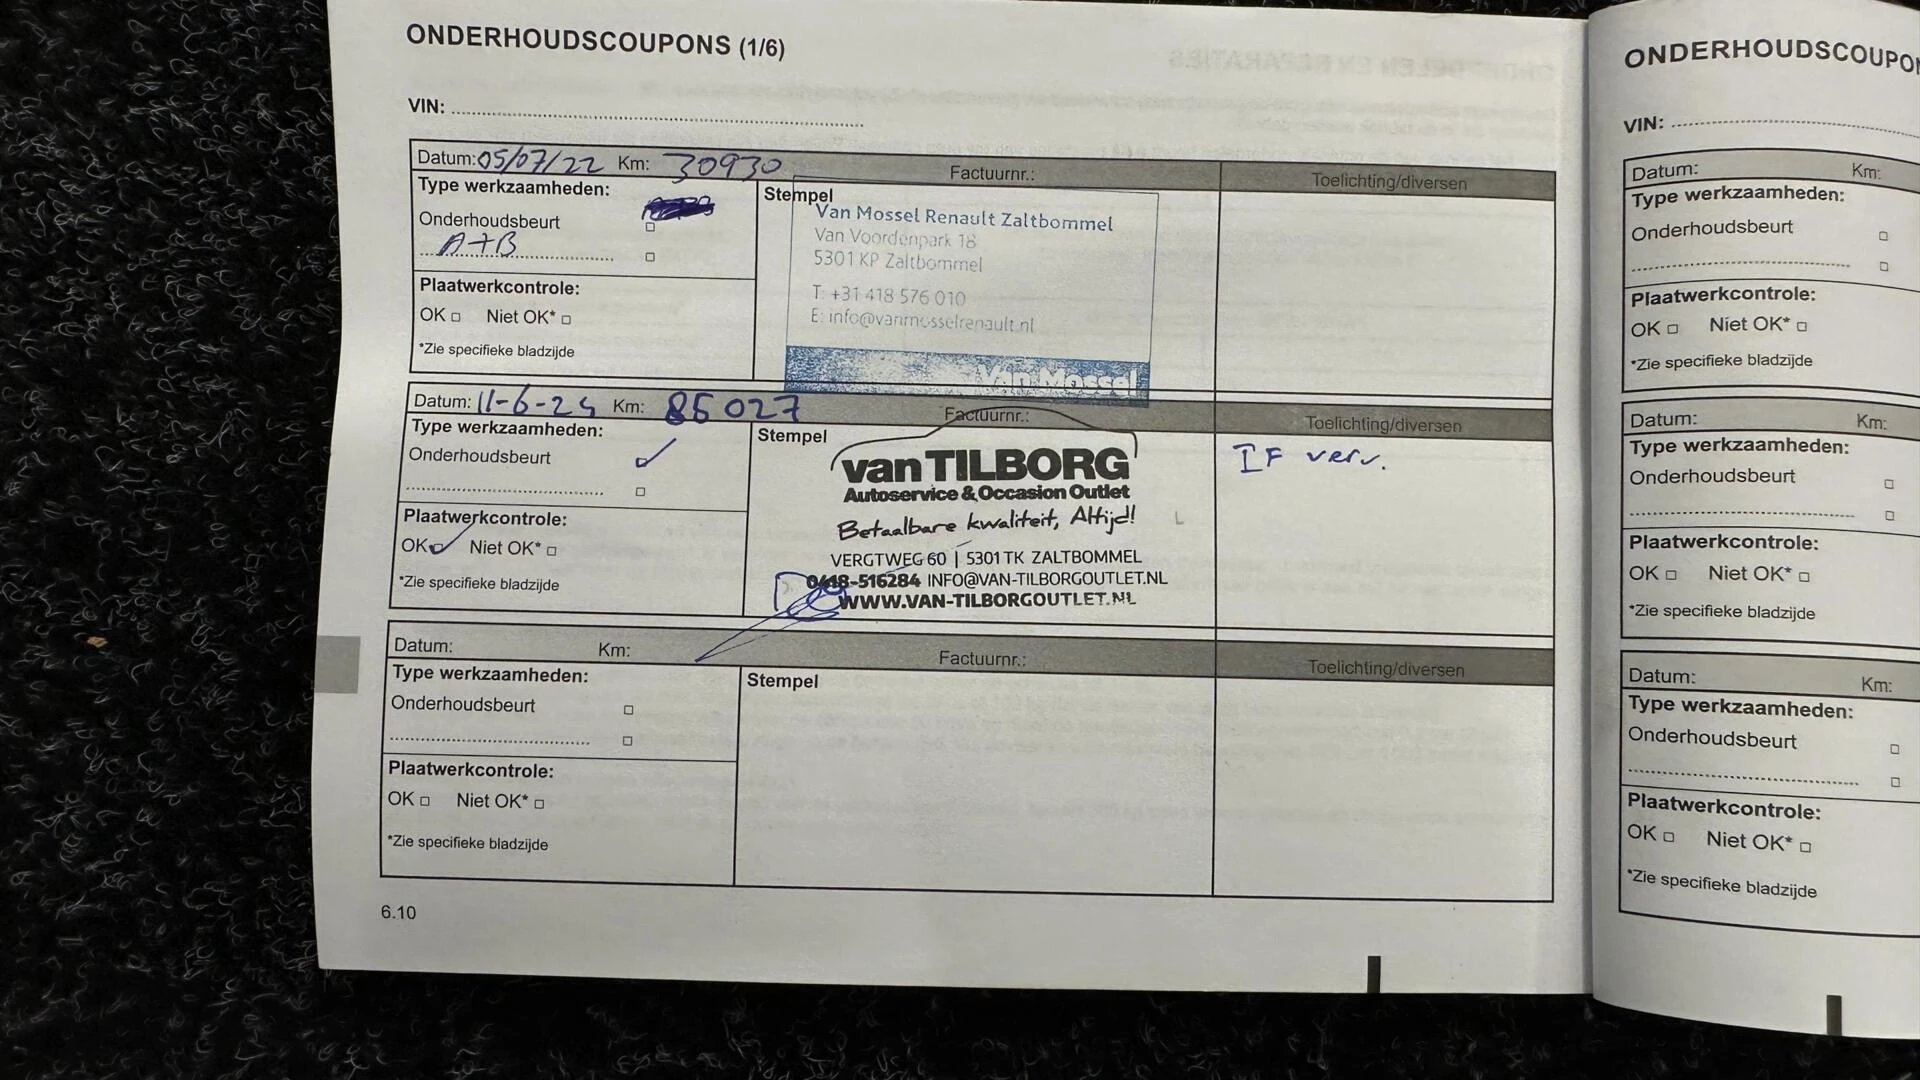 ONDERHOUDSCOUPONS (1/6)
VIN:
Datum: 05/07/22 Km: 30930 Factuurnr.: Toelichting/diversen
Type werkzaamheden:
Onderhoudsbeurt
A+B
Plaatwerkcontrole:
OK Niet OK*
*Zie specifieke bladzijde
Stempel
Van Mossel Renault Zaltbommel
Van Voordenpark 18
5301 KP Zaltbommel
T: +31 418 576 010
E: info@vanmosselrenault.nl
Van Mossel
Datum: 11-6-24 Km: 85027 Factuurnr.: Toelichting/diversen
Type werkzaamheden:
Onderhoudsbeurt
Plaatwerkcontrole:
OK Niet OK*
*Zie specifieke bladzijde
Stempel
van TILBORG
Autoservice & Occasion Outlet
Betaalbare kwaliteit, Altijd!
VERGTWEG 60 | 5301 TK ZALTBOMMEL
0418-516284 INFO@VAN-TILBORGOUTLET.NL
WWW.VAN-TILBORGOUTLET.NL
IF verv.
Datum: Km: Factuurnr.: Toelichting/diversen
Type werkzaamheden:
Onderhoudsbeurt
Plaatwerkcontrole:
OK Niet OK*
*Zie specifieke bladzijde
Stempel
6.10
ONDERHOUDSCOUPO
VIN:
Datum: Km:
Type werkzaamheden:
Onderhoudsbeurt
Plaatwerkcontrole:
OK Niet OK*
*Zie specifieke bladzijde
Datum: Km:
Type werkzaamheden:
Onderhoudsbeurt
Plaatwerkcontrole:
OK Niet OK*
*Zie specifieke bladzijde
Datum: Km:
Type werkzaamheden:
Onderhoudsbeurt
Plaatwerkcontrole:
OK Niet OK*
*Zie specifieke bladzijde